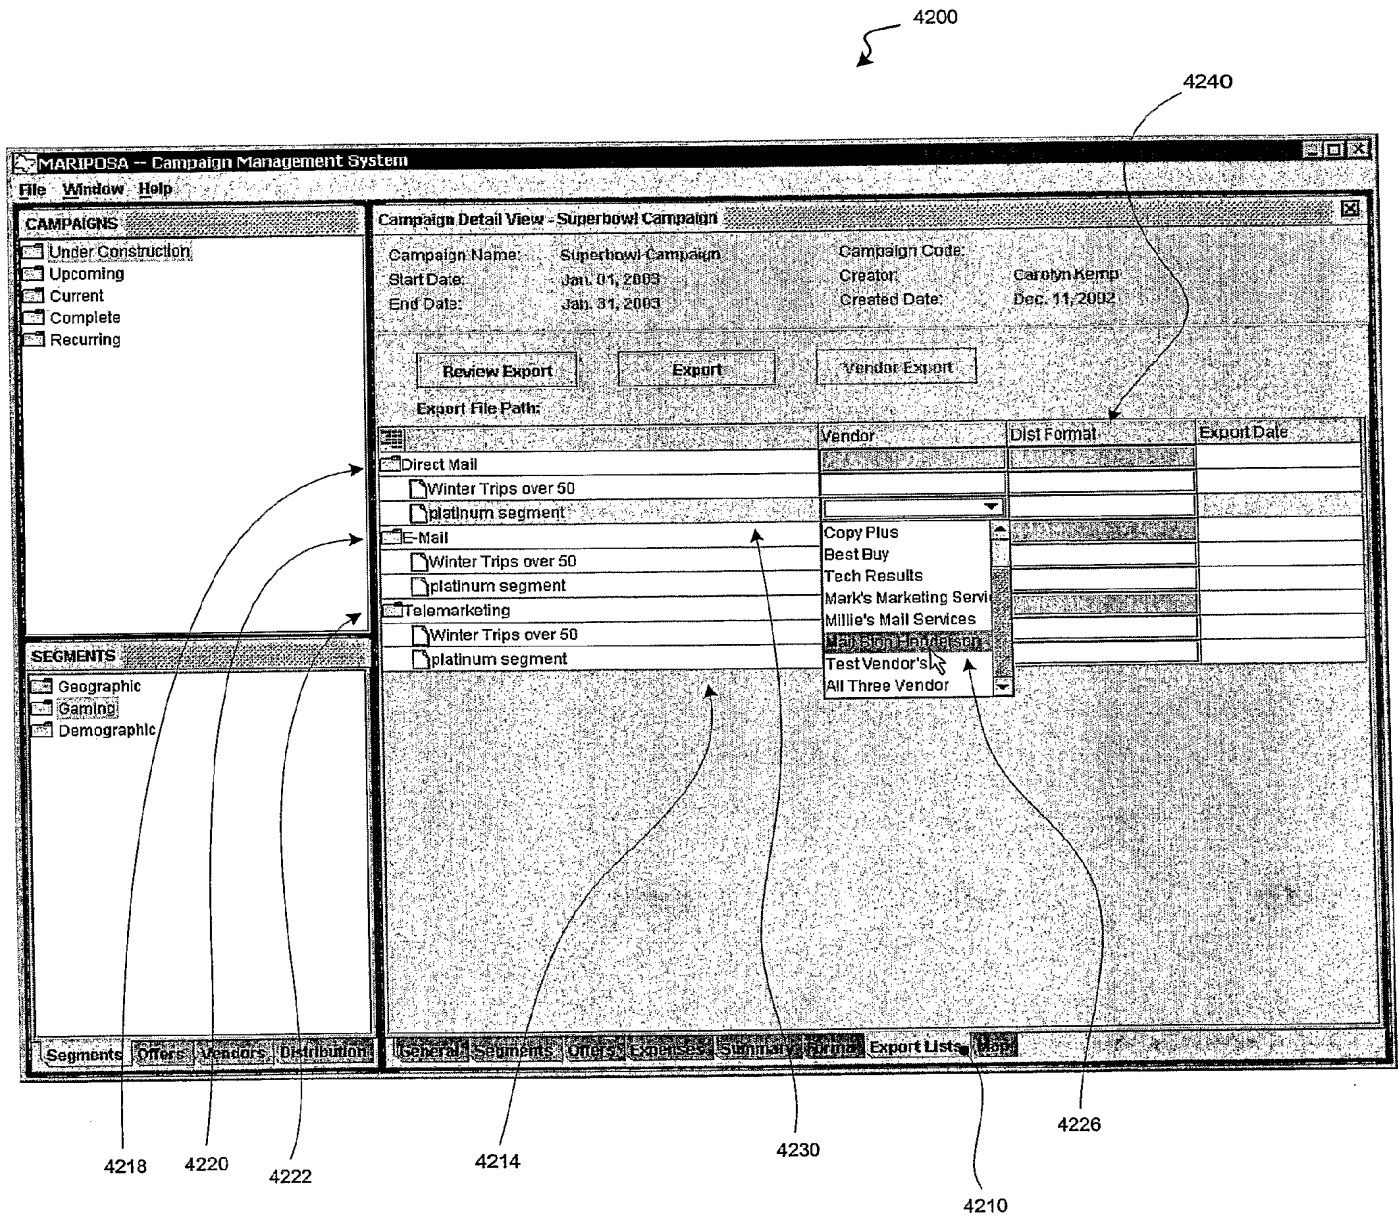 4200
4240
MARIPOSA -- Campaign Management System
File Window Help
CAMPAIGNS
Under Construction
Upcoming
Current
Complete
Recurring
Campaign Detail View - Superbowl Campaign
Campaign Name: Superbowl Campaign
Campaign Code:
Start Date: Jan. 01, 2003
Creator: Carolyn Kemp
End Date: Jan. 31, 2003
Created Date: Dec. 11, 2002
Review Export
Export
Vendor Export
Export File Path:
Vendor
Dist Format
Export Date
Direct Mail
Winter Trips over 50
platinum segment
E-Mail
Winter Trips over 50
platinum segment
Telemarketing
Winter Trips over 50
platinum segment
Copy Plus
Best Buy
Tech Results
Mark's Marketing Servi
Millie's Mail Services
Mail Henderson
Test Vendor's
All Three Vendor
SEGMENTS
Geographic
Gaming
Demographic
Segments Offers Vendors Distribution
General Segments Offers Expenses Summary Format Export Lists
4218
4220
4222
4214
4230
4210
4226